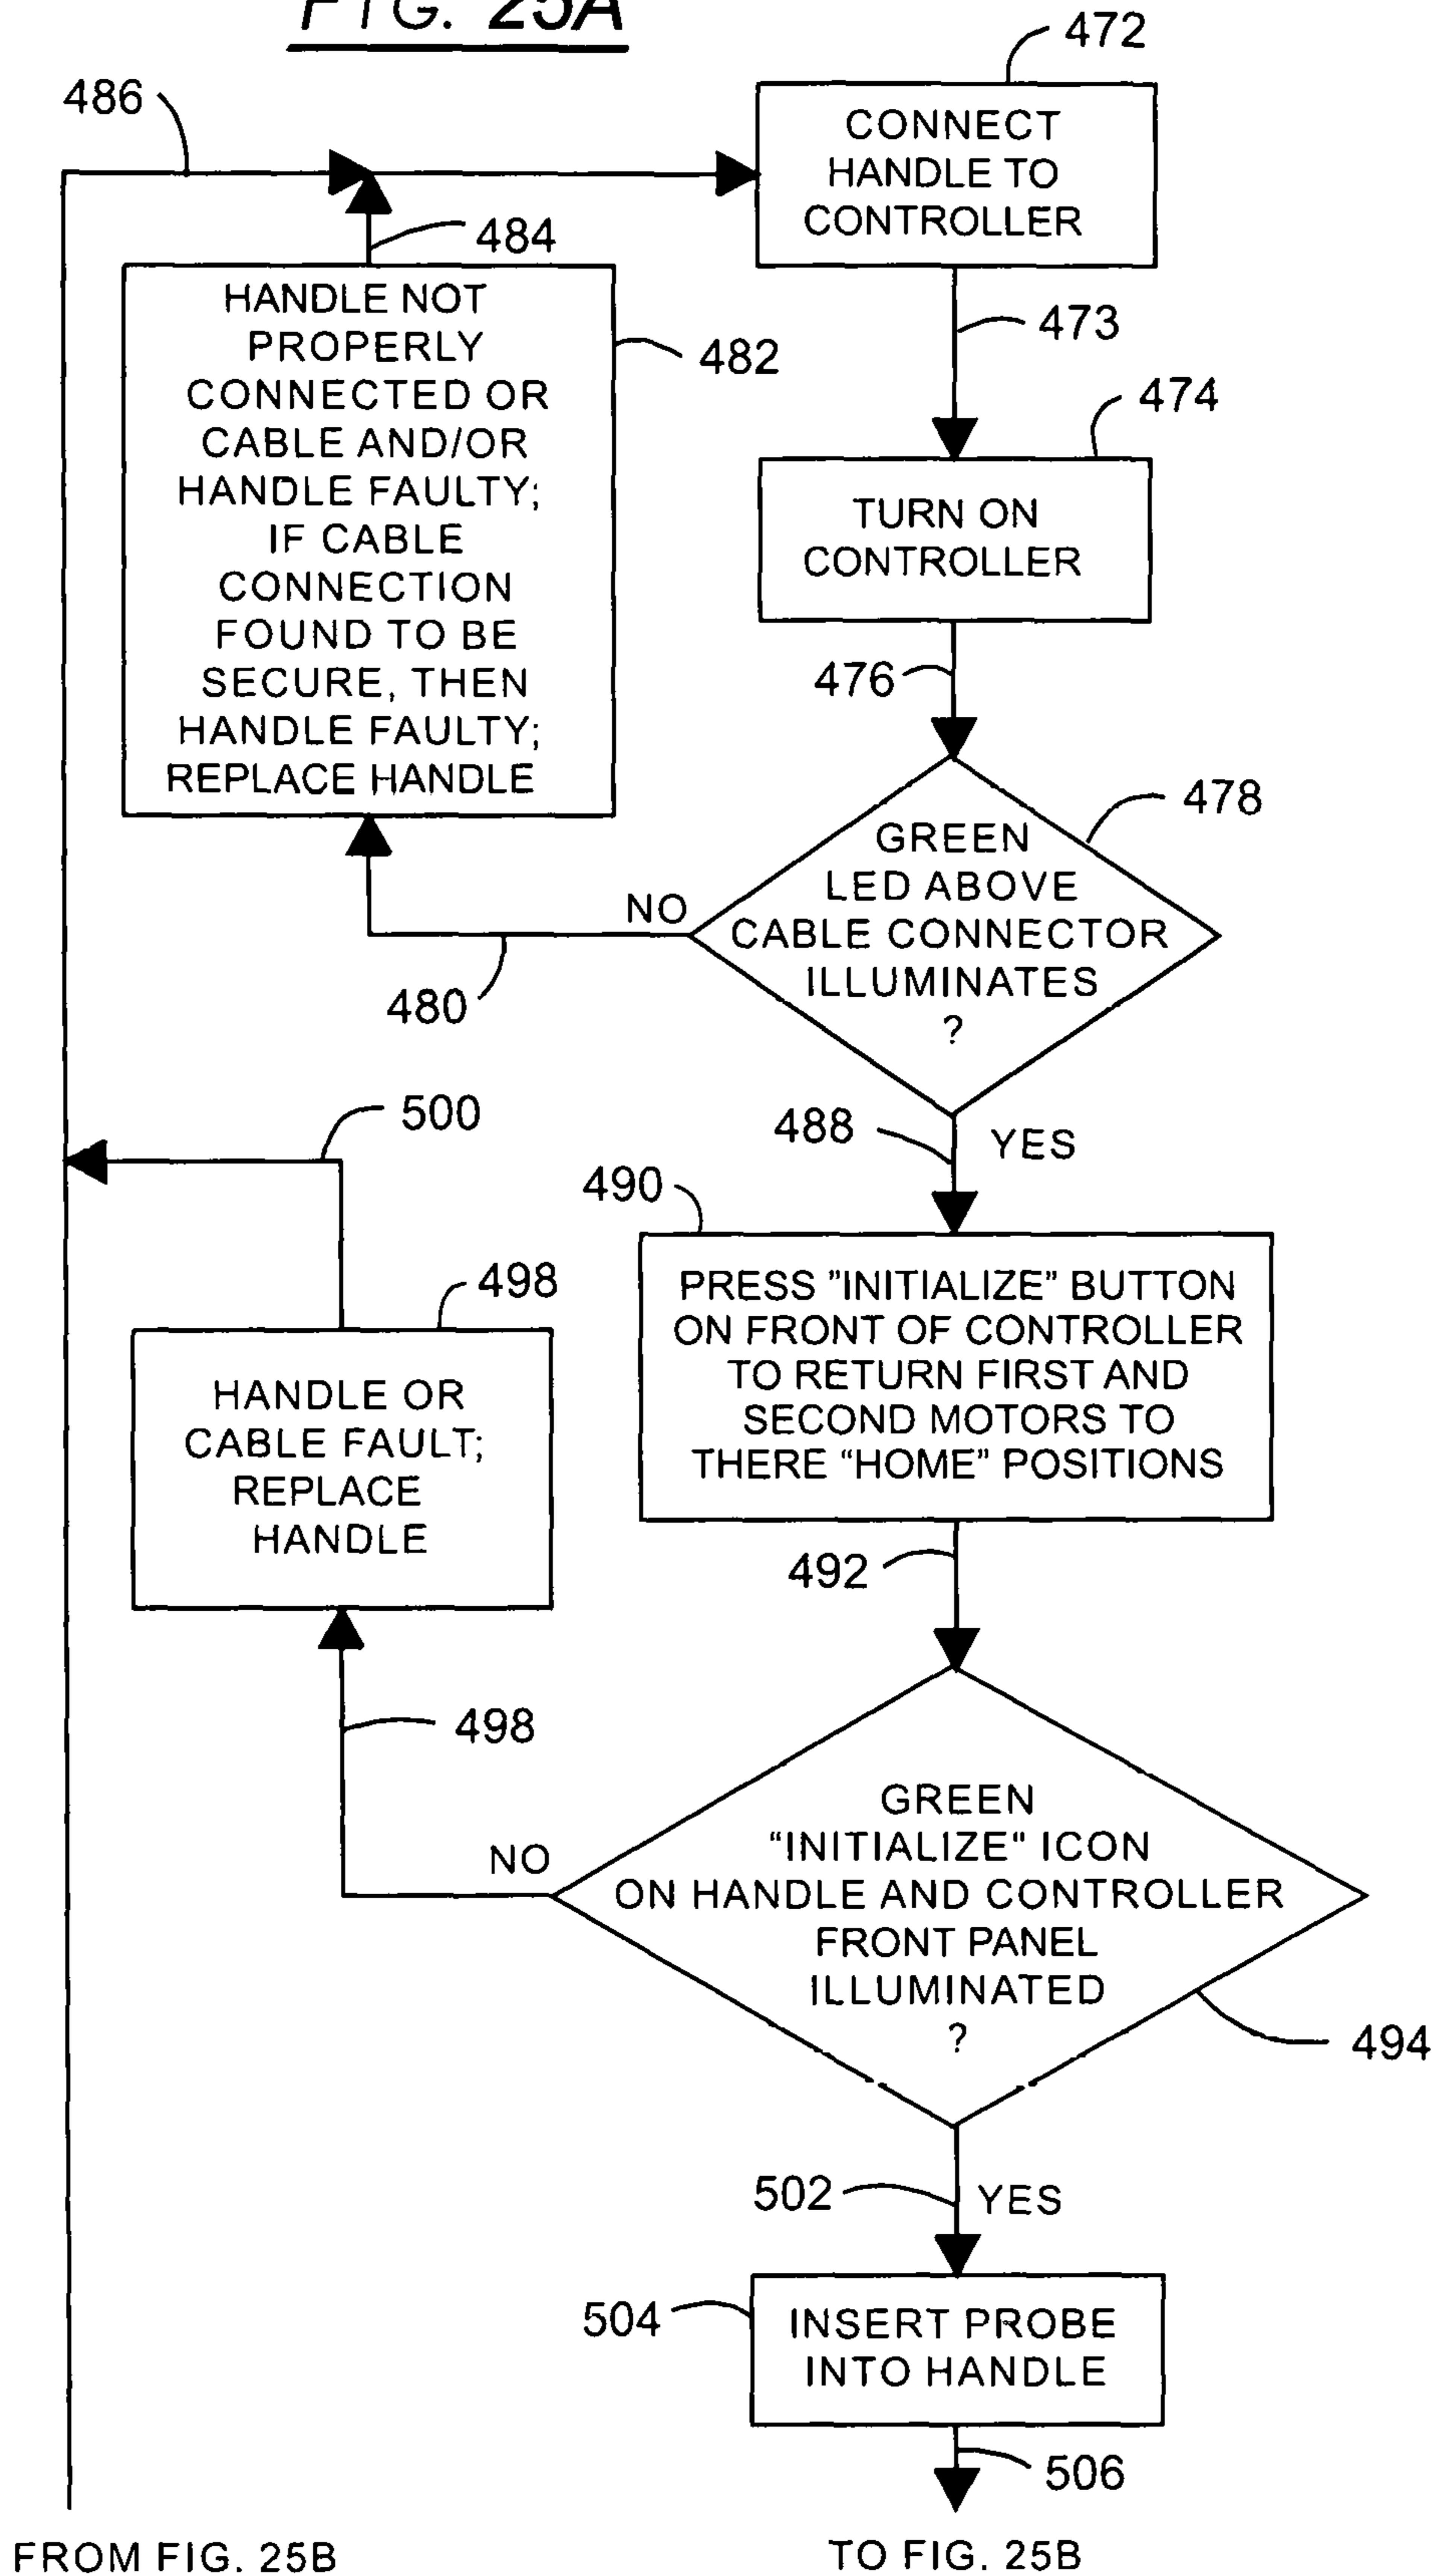 FIG. 25A
472
486
CONNECT
HANDLE TO
CONTROLLER
484
473
HANDLE NOT
PROPERLY
CONNECTED OR
CABLE AND/OR
HANDLE FAULTY;
IF CABLE
CONNECTION
FOUND TO BE
SECURE, THEN
HANDLE FAULTY;
REPLACE HANDLE
482
474
TURN ON
CONTROLLER
476
478
GREEN
LED ABOVE
CABLE CONNECTOR
ILLUMINATES
?
NO
480
500
488
YES
490
PRESS "INITIALIZE" BUTTON
ON FRONT OF CONTROLLER
TO RETURN FIRST AND
SECOND MOTORS TO
THERE “HOME” POSITIONS
498
HANDLE OR
CABLE FAULT;
REPLACE
HANDLE
492
498
NO
GREEN
“INITIALIZE" ICON
ON HANDLE AND CONTROLLER
FRONT PANEL
ILLUMINATED
?
494
502
YES
504
INSERT PROBE
INTO HANDLE
506
FROM FIG. 25B
TO FIG. 25B